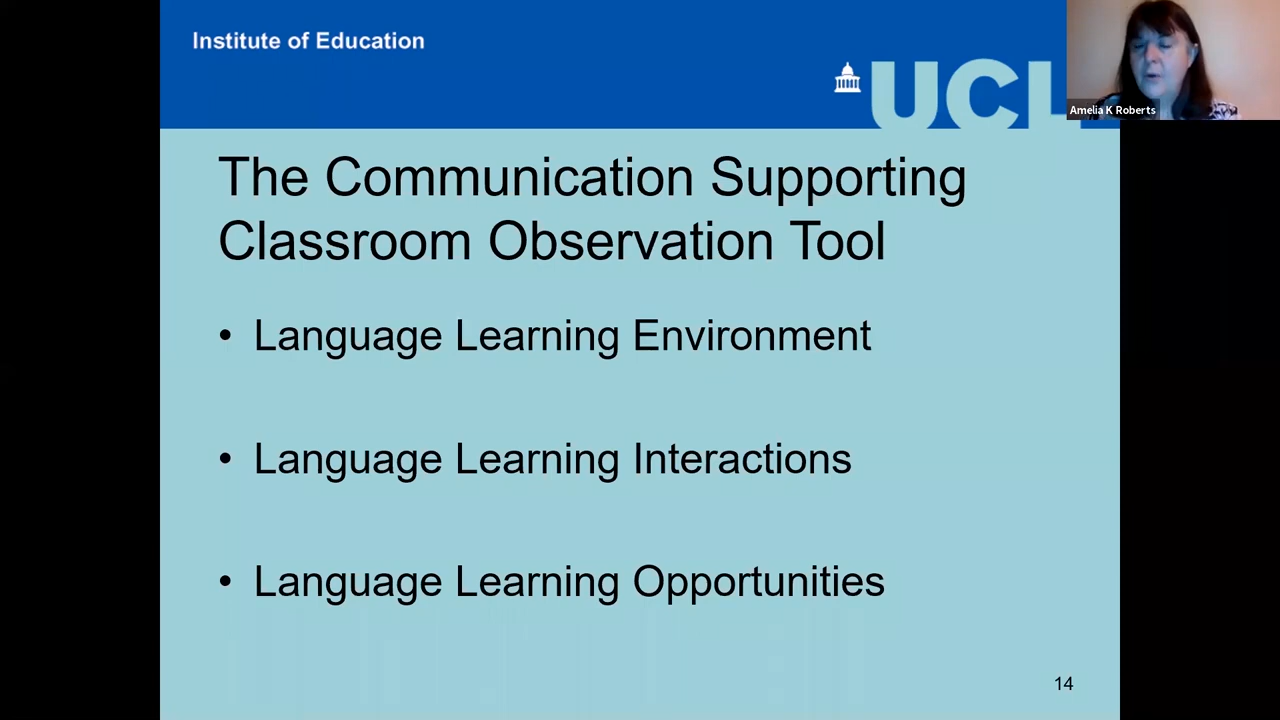 Institute of Education
UCL
Amelia K Roberts
The Communication Supporting
Classroom Observation Tool
• Language Learning Environment
• Language Learning Interactions
• Language Learning Opportunities
14